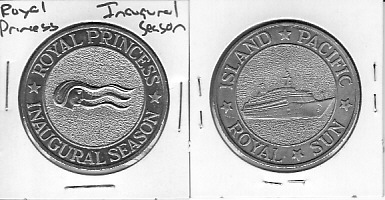 Royal
Princess
Inaugural
Season
★ ROYAL PRINCESS ★
INAUGURAL SEASON
★ ISLAND ★ PACIFIC ★
ROYAL ★ SUN